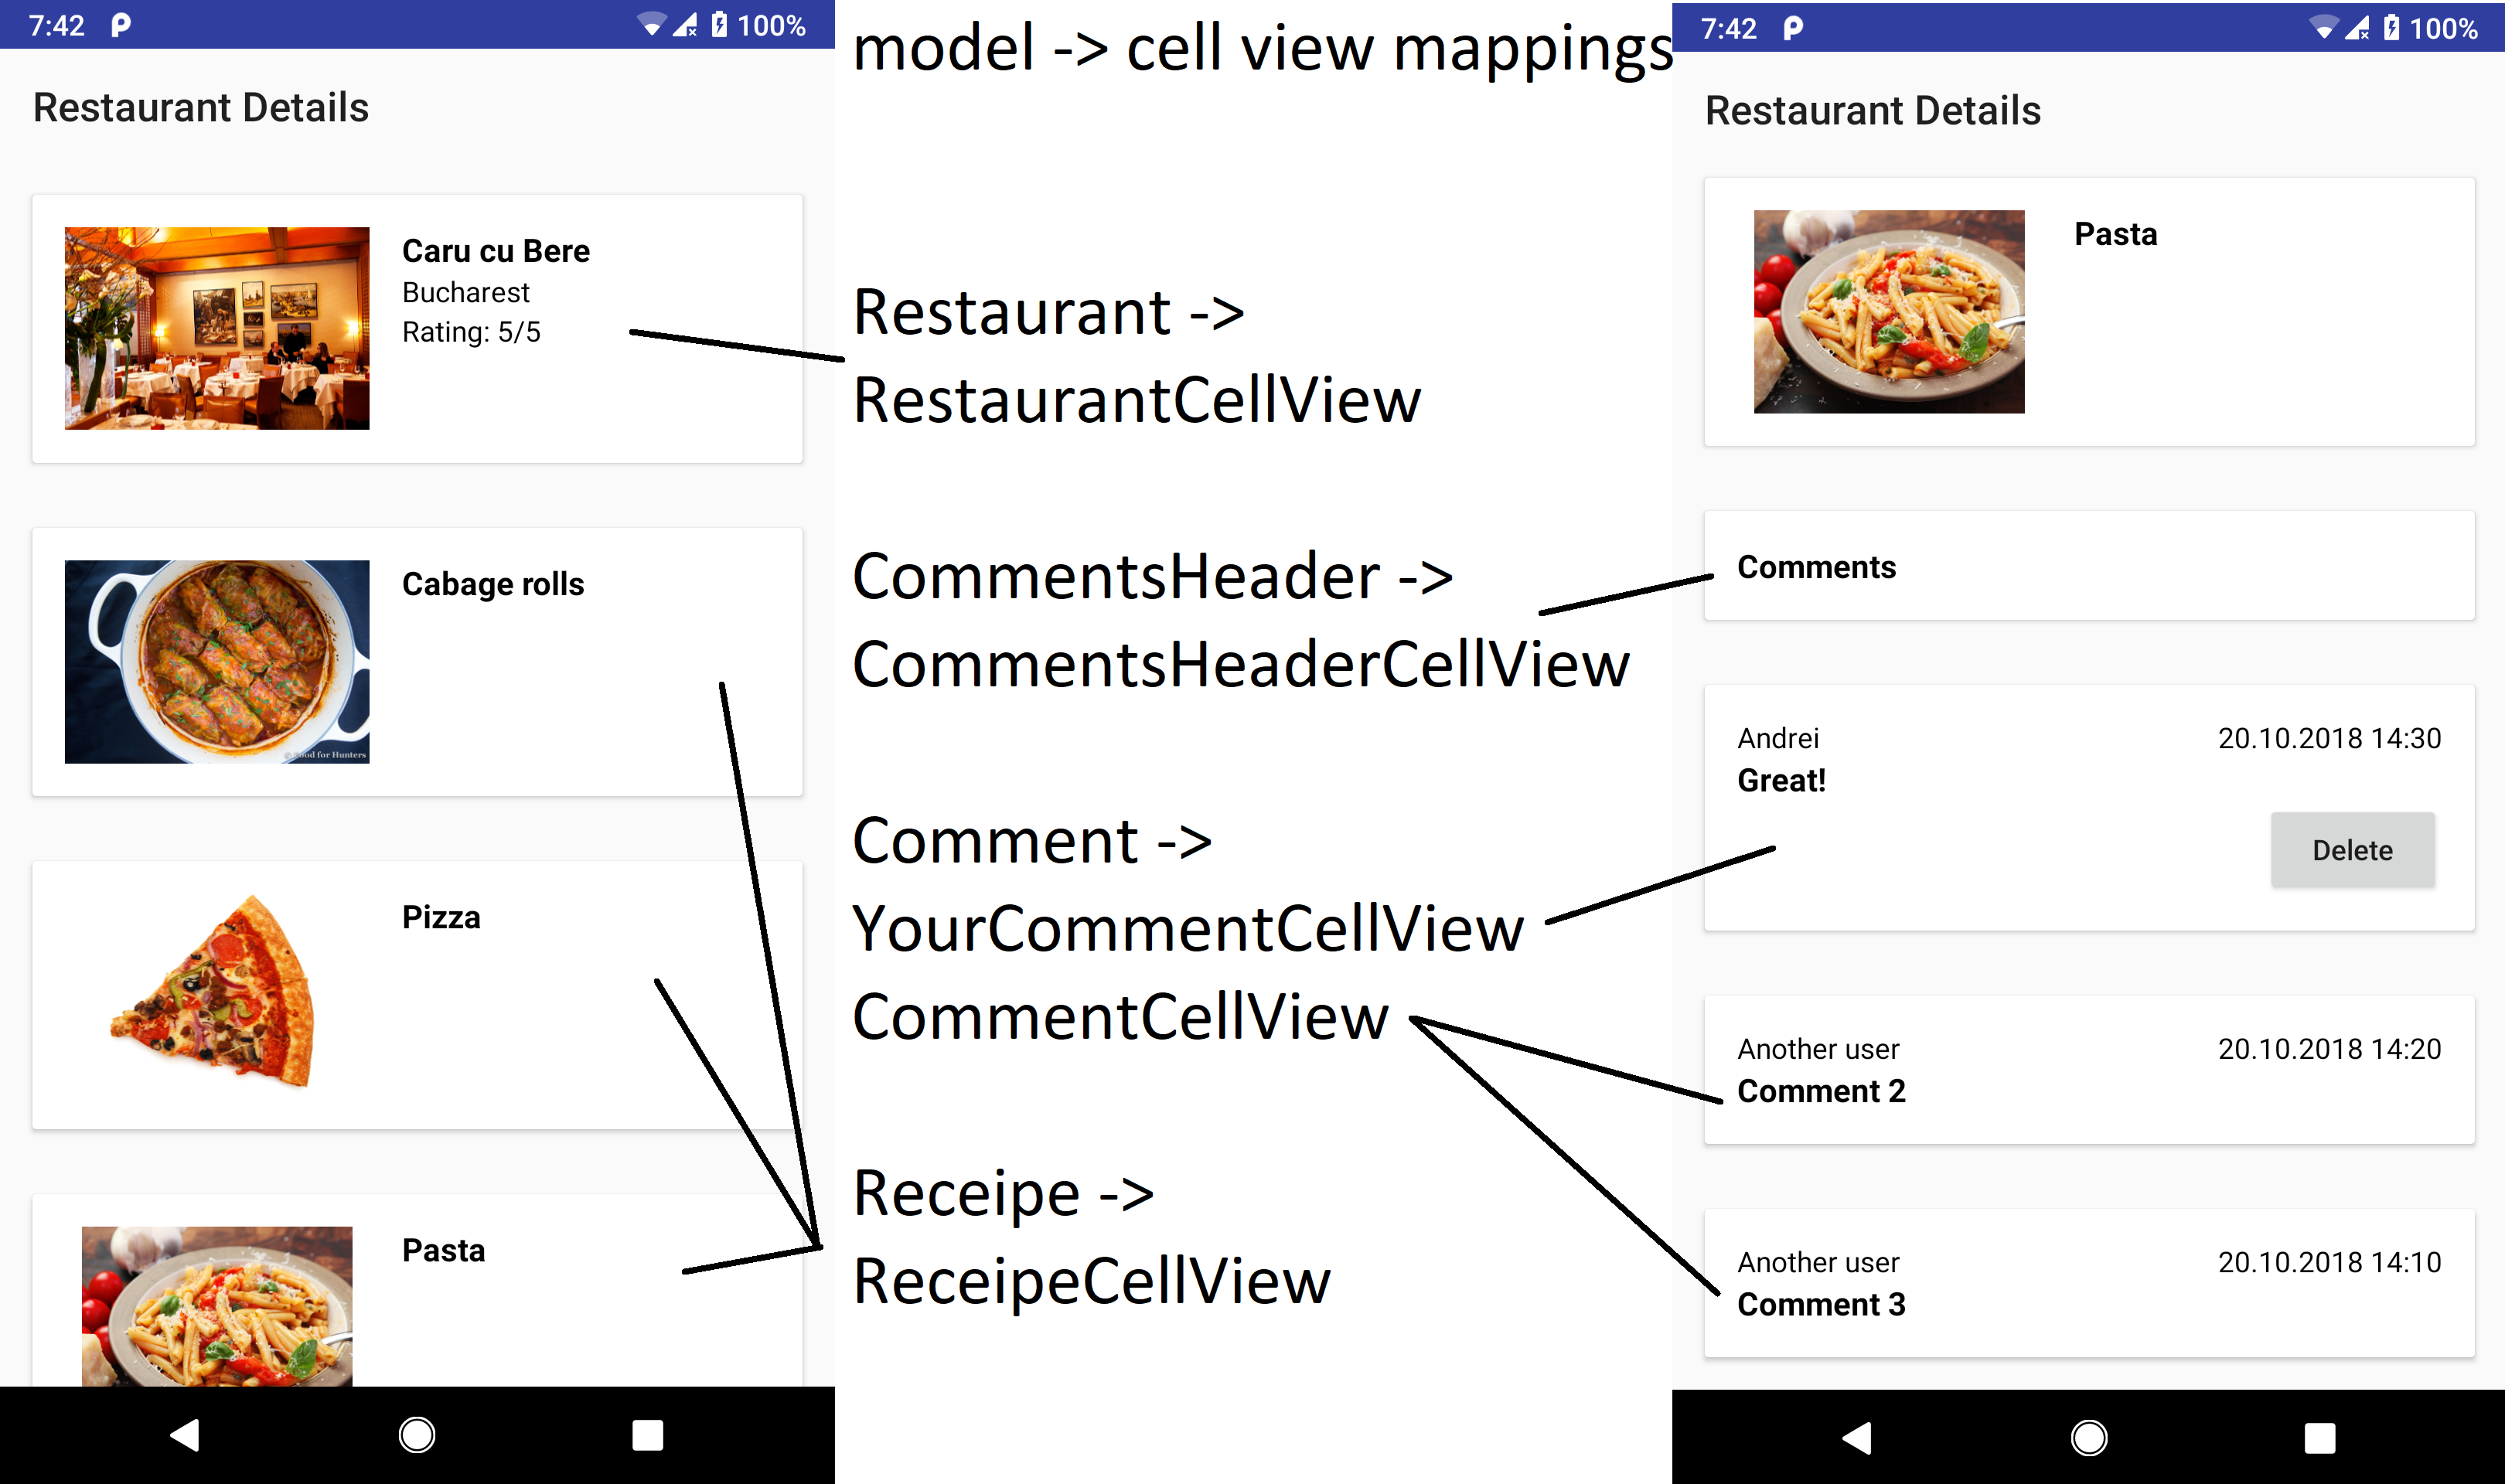 7:42
100%
Restaurant Details
Caru cu Bere
Bucharest
Rating: 5/5
Cabage rolls
Food for Hunters
Pizza
Pasta
model -> cell view mappings
Restaurant ->
RestaurantCellView
CommentsHeader ->
CommentsHeaderCellView
Comment ->
YourCommentCellView
CommentCellView
Receipe ->
ReceipeCellView
7:42
100%
Restaurant Details
Pasta
Comments
Andrei
20.10.2018 14:30
Great!
Delete
Another user
20.10.2018 14:20
Comment 2
Another user
20.10.2018 14:10
Comment 3